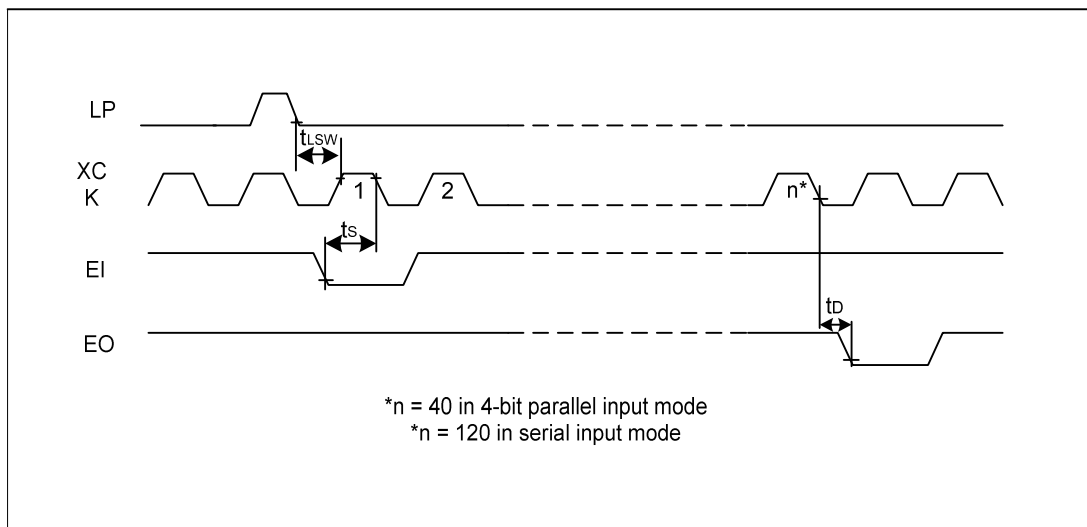 LP
tLSW
XC
K
1
2
n*
ts
EI
tD
EO
*n = 40 in 4-bit parallel input mode
*n = 120 in serial input mode